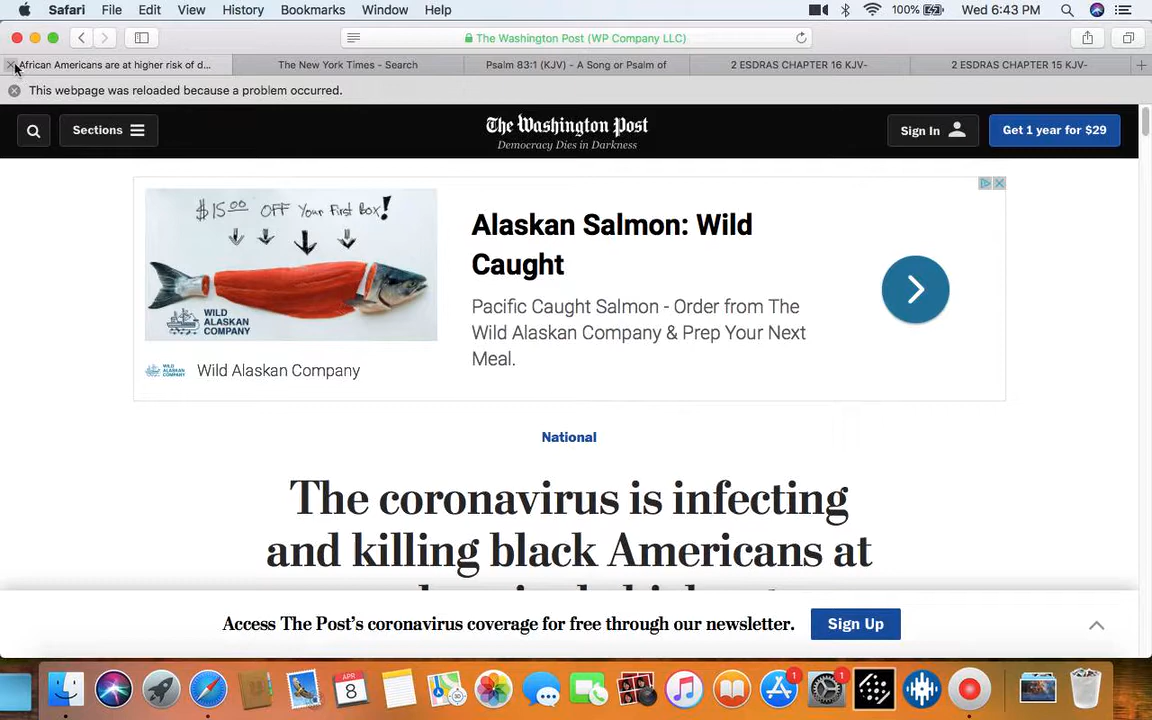 Safari File Edit View History Bookmarks Window Help 100% Wed 6:43 PM
The Washington Post (WP Company LLC)
African Americans are at higher risk of d... The New York Times - Search Psalm 83:1 (KJV) - A Song or Psalm of 2 ESDRAS CHAPTER 16 KJV- 2 ESDRAS CHAPTER 15 KJV-
This webpage was reloaded because a problem occurred.
Sections The Washington Post Sign In Get 1 year for $29
Democracy Dies in Darkness
$15.00 OFF Your First Box!
WILD
ALASKAN
COMPANY
Wild Alaskan Company
Alaskan Salmon: Wild
Caught
Pacific Caught Salmon - Order from The
Wild Alaskan Company & Prep Your Next
Meal.
National
The coronavirus is infecting
and killing black Americans at
Access The Post's coronavirus coverage for free through our newsletter. Sign Up
APR
8
1
1